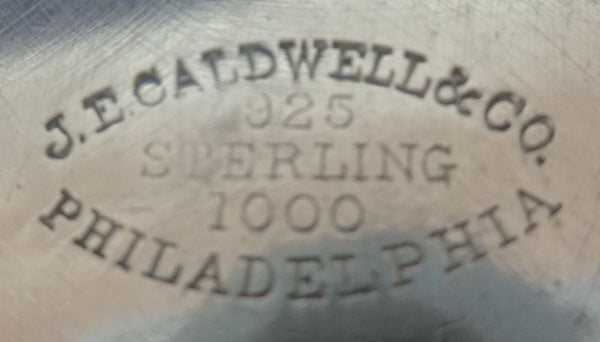 J.E. CALDWELL & CO.
925
STERLING
1000
PHILADELPHIA